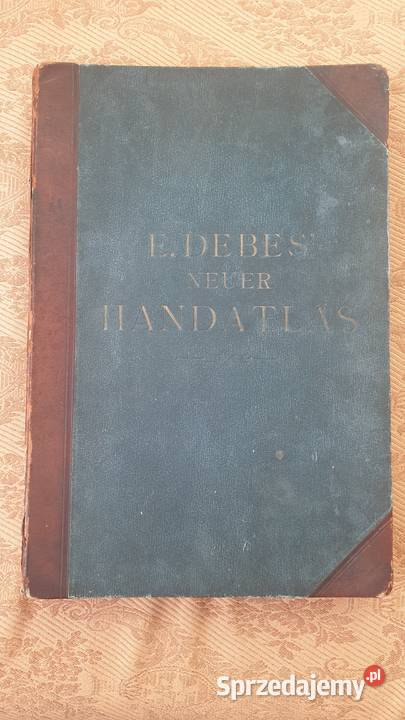 E. DEBES'
NEUER
HANDATLAS
Sprzedajemy.pl